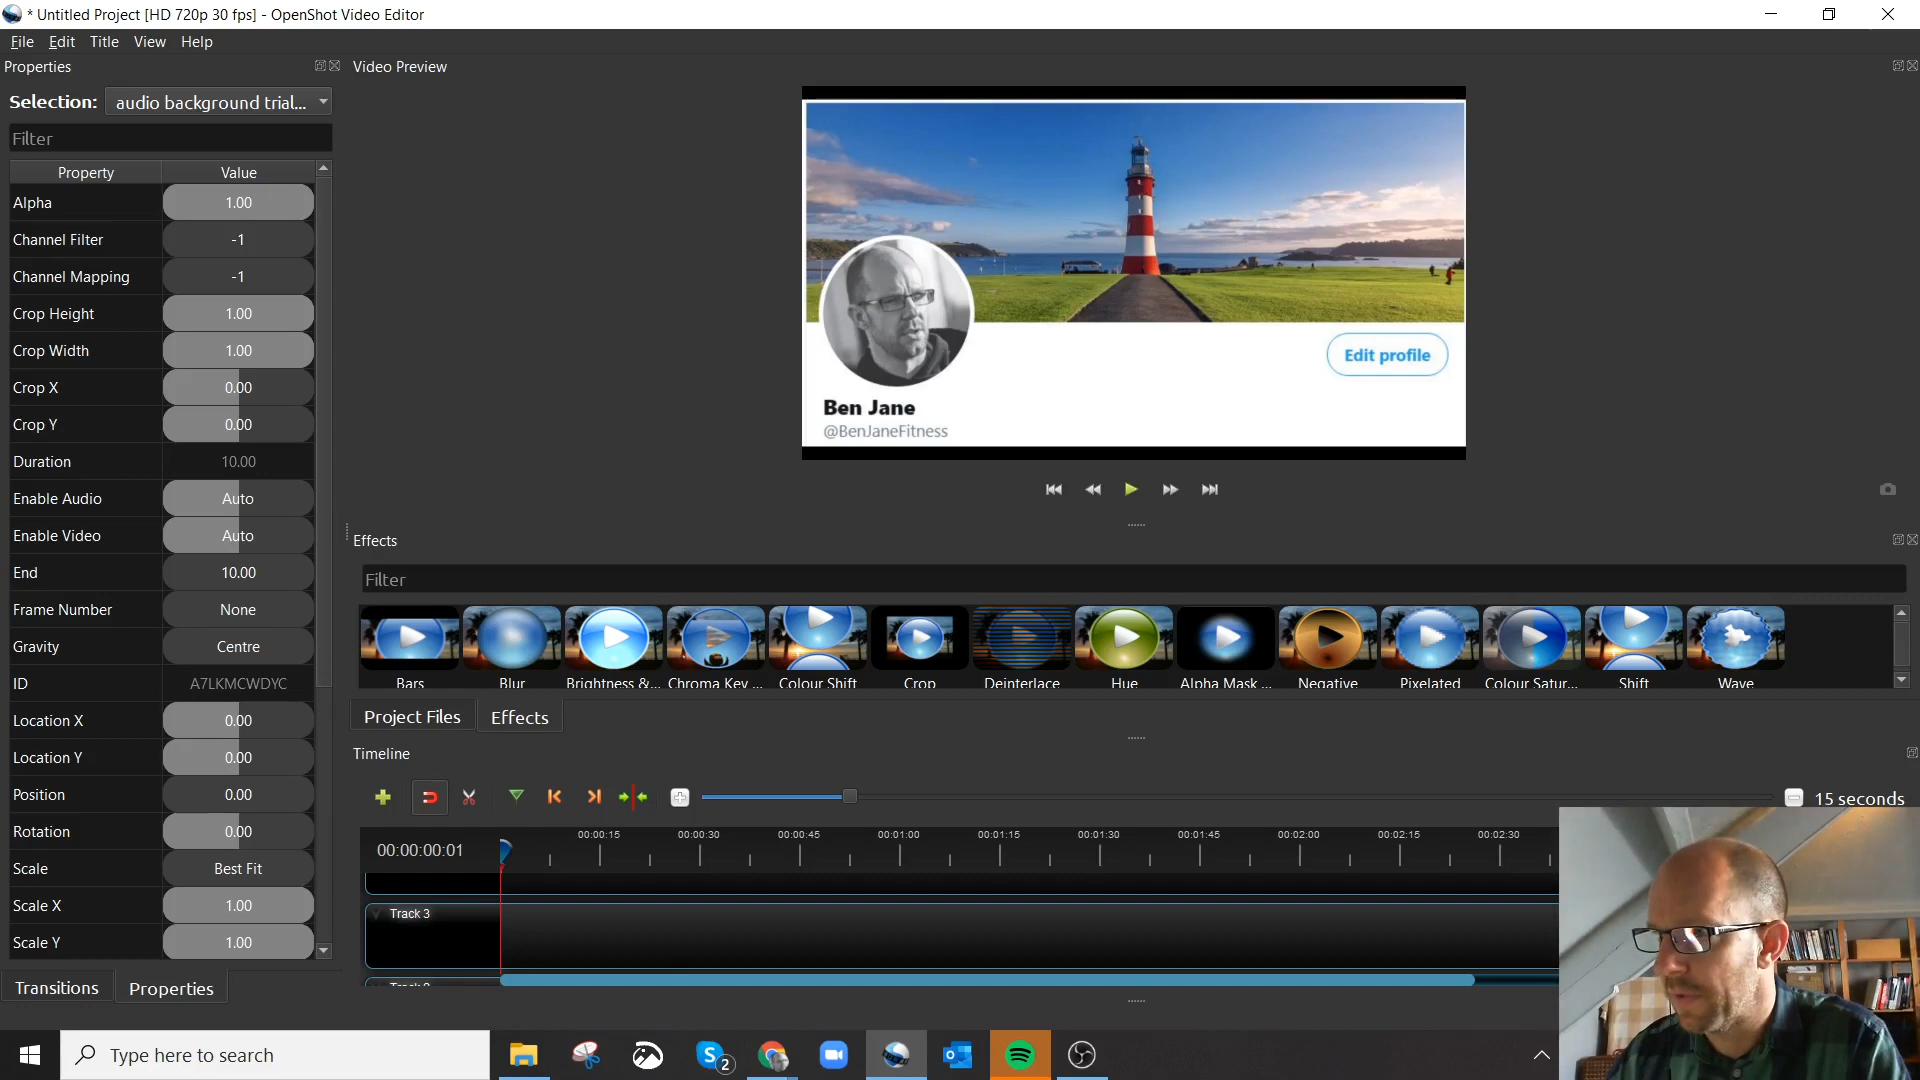 * Untitled Project [HD 720p 30 fps] - OpenShot Video Editor
File Edit Title View Help
Properties
Video Preview
Selection: audio background trial...
Filter
Property Value
Alpha 1.00
Channel Filter -1
Channel Mapping -1
Crop Height 1.00
Crop Width 1.00
Crop X 0.00
Crop Y 0.00
Duration 10.00
Enable Audio Auto
Enable Video Auto
End 10.00
Frame Number None
Gravity Centre
ID A7LKMCWDYC
Location X 0.00
Location Y 0.00
Position 0.00
Rotation 0.00
Scale Best Fit
Scale X 1.00
Scale Y 1.00
Transitions Properties
Edit profile
Ben Jane
@BenJaneFitness
Effects
Filter
Bars Blur Brightness &... Chroma Key ... Colour Shift Crop Deinterlace Hue Alpha Mask ... Negative Pixelated Colour Satur... Shift Wave
Project Files Effects
Timeline
15 seconds
00:00:00:01
00:00:15 00:00:30 00:00:45 00:01:00 00:01:15 00:01:30 00:01:45 00:02:00 00:02:15 00:02:30
Track 3
Type here to search
2